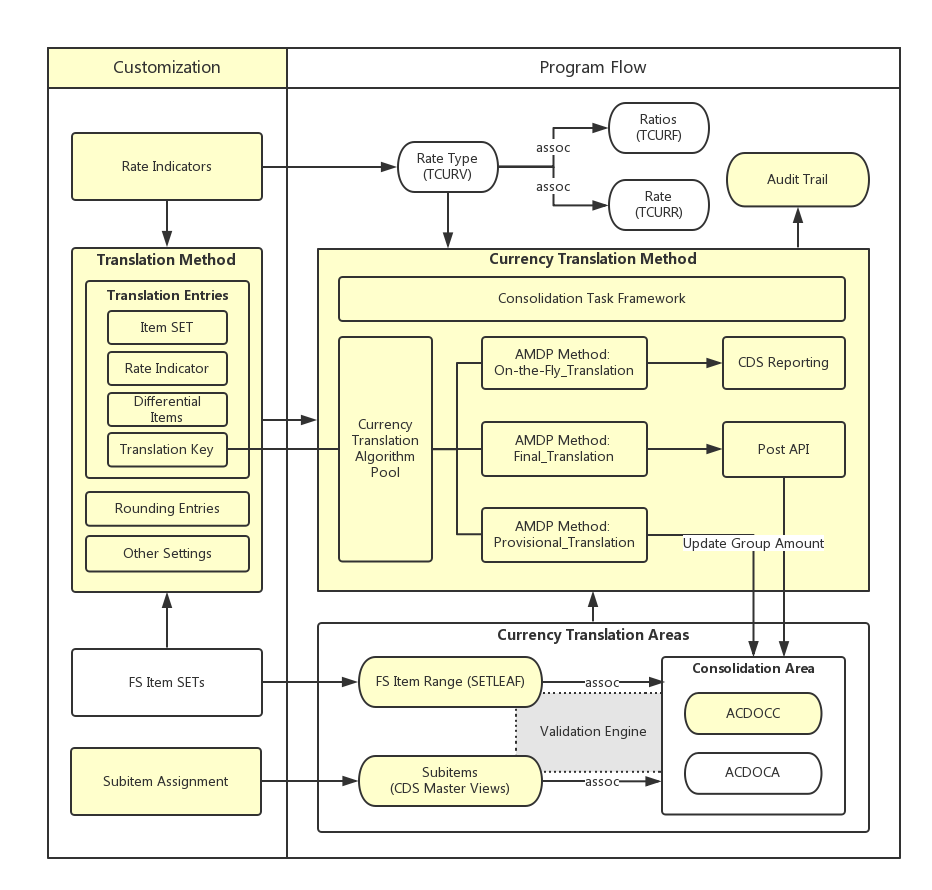 Customization
Program Flow
Rate Indicators
Rate Type
(TCURV)
assoc
assoc
Ratios
(TCURF)
Rate
(TCURR)
Audit Trail
Translation Method
Translation Entries
Item SET
Rate Indicator
Differential
Items
Translation Key
Rounding Entries
Other Settings
Currency Translation Method
Consolidation Task Framework
Currency
Translation
Algorithm
Pool
AMDP Method:
On-the-Fly_Translation
CDS Reporting
AMDP Method:
Final_Translation
Post API
AMDP Method:
Provisional_Translation
Update Group Amount
FS Item SETs
Subitem Assignment
Currency Translation Areas
FS Item Range (SETLEAF)
assoc
Validation Engine
Subitems
(CDS Master Views)
assoc
Consolidation Area
ACDOCC
ACDOCA